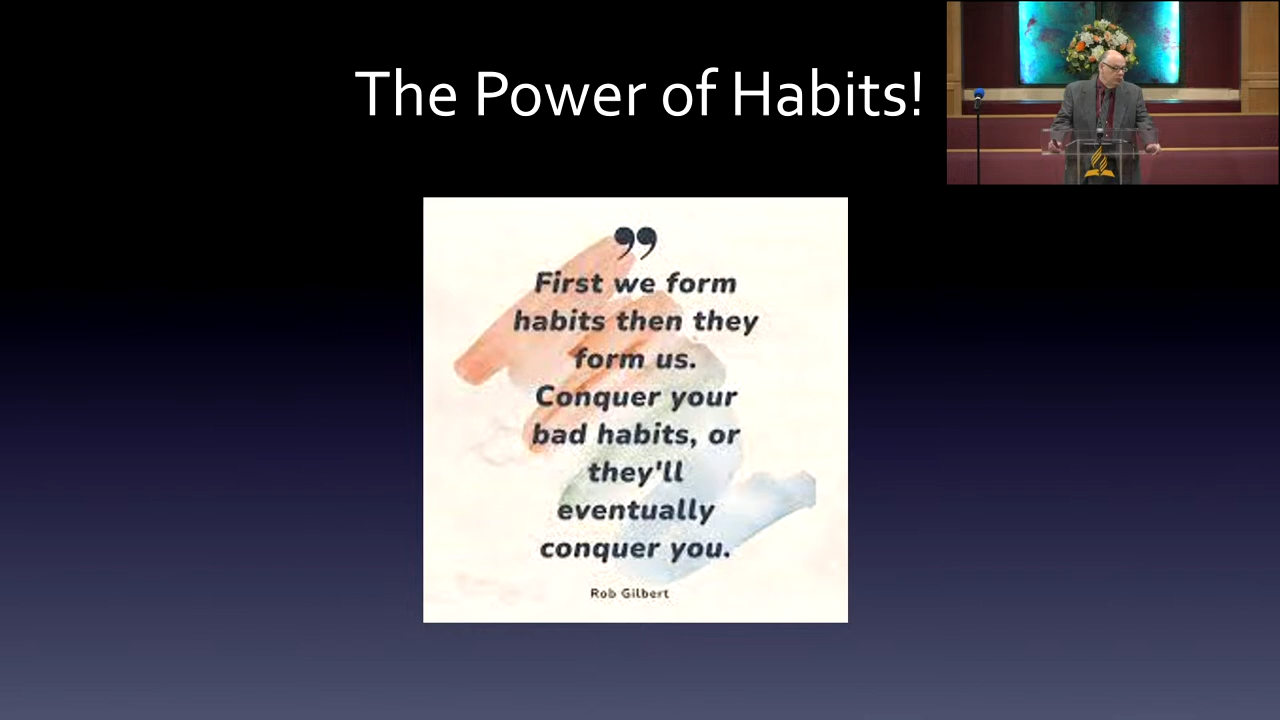 The Power of Habits!
”
First we form
habits then they
form us.
Conquer your
bad habits, or
they'll
eventually
conquer you.
Rob Gilbert